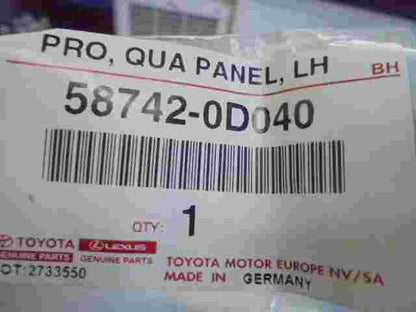 PRO, QUA PANEL, LH BH
58742-0D040
QTY: 1
TOYOTA LEXUS
GENUINE PARTS GENUINE PARTS
TOYOTA MOTOR EUROPE NV/SA
OT:2733550
MADE IN GERMANY